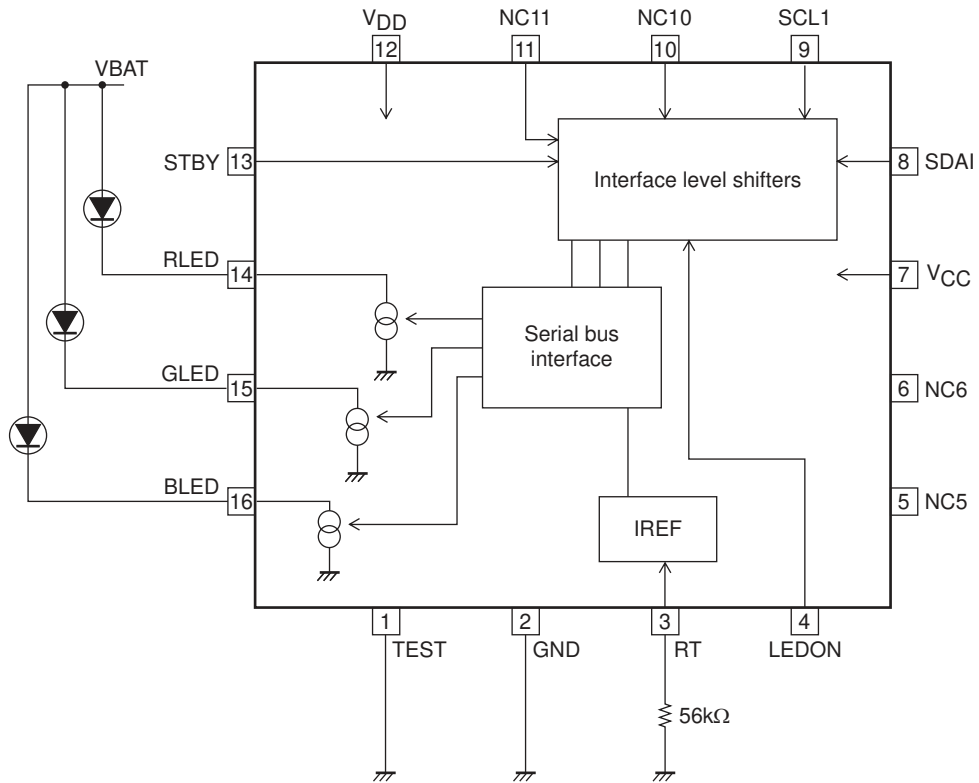 VDD
NC11
NC10
SCL1
12
11
10
9
VBAT
STBY
13
Interface level shifters
8
SDAI
RLED
14
7
VCC
Serial bus
interface
GLED
15
6
NC6
BLED
16
5
NC5
IREF
1
2
3
4
TEST
GND
RT
LEDON
56kΩ